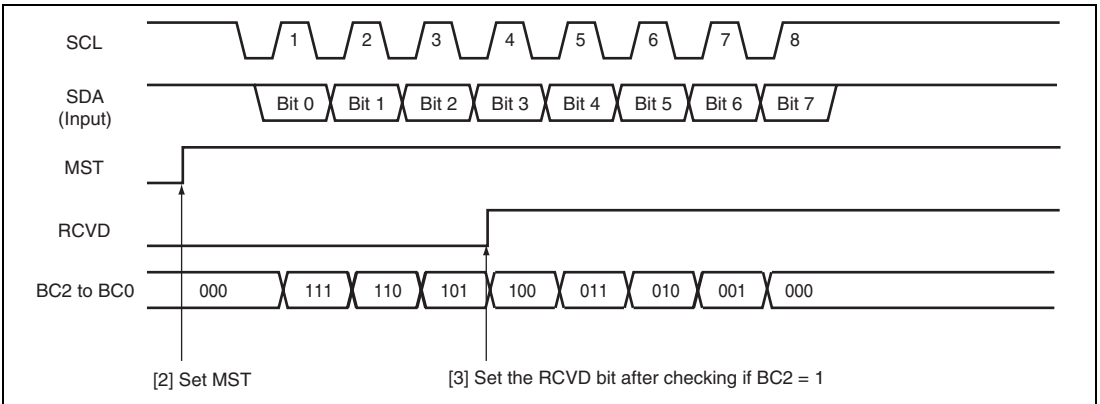 SCL 1 2 3 4 5 6 7 8
SDA
(Input)
Bit 0 Bit 1 Bit 2 Bit 3 Bit 4 Bit 5 Bit 6 Bit 7
MST
RCVD
BC2 to BC0 000 111 110 101 100 011 010 001 000
[2] Set MST
[3] Set the RCVD bit after checking if BC2 = 1